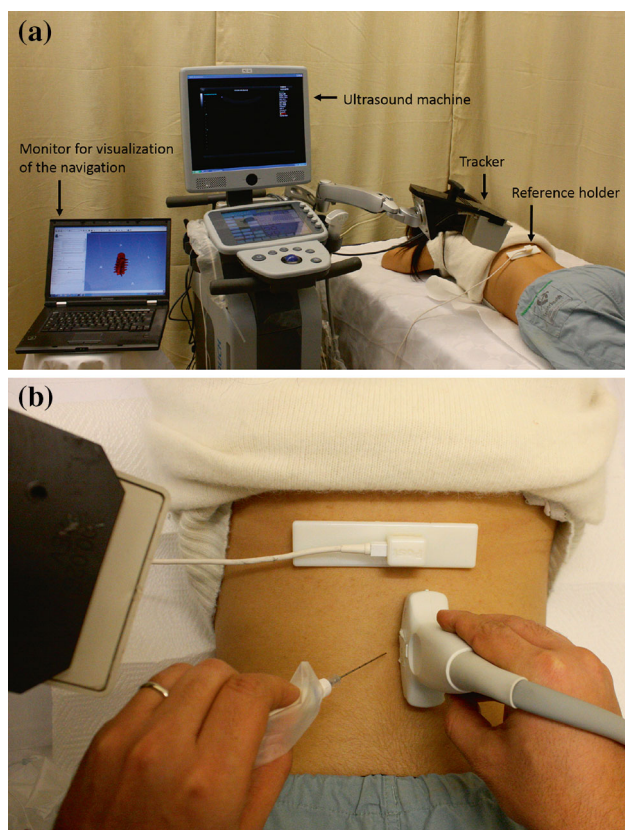 (a)
Ultrasound machine
Monitor for visualization
of the navigation
Tracker
Reference holder
(b)